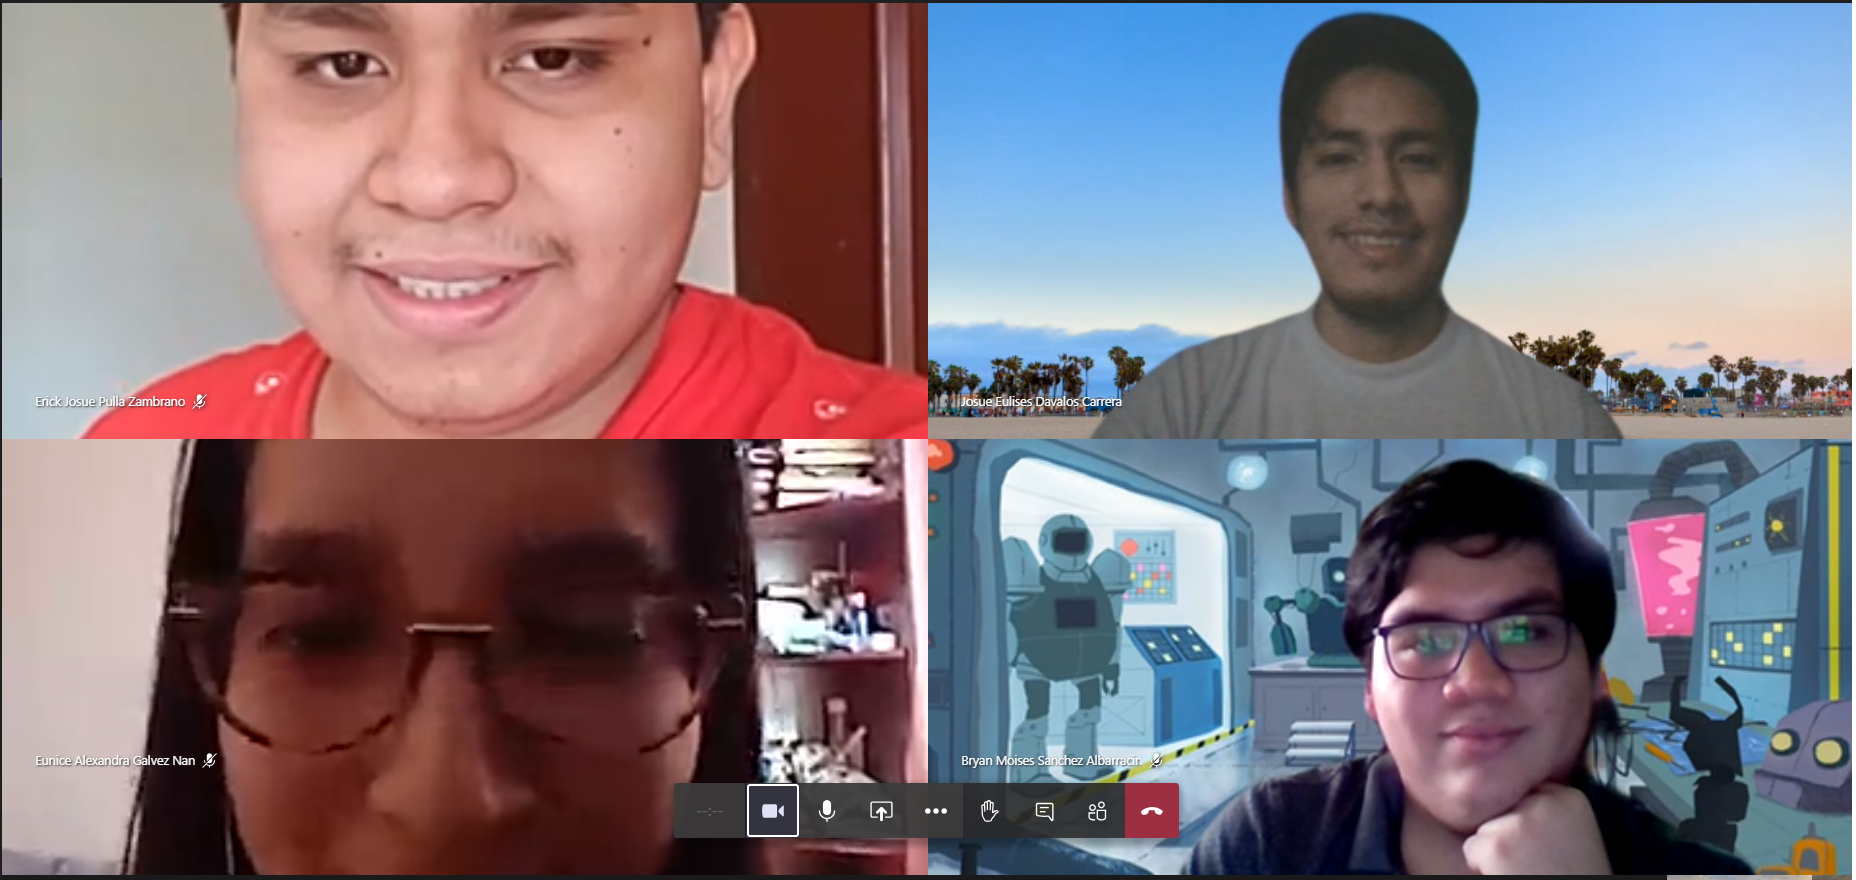 Erick Josue Pulla Zambrano
Josue Eulises Davalos Carrera
Eunice Alexandra Galvez Nan
Bryan Moises Sanchez Albarracin
--:--